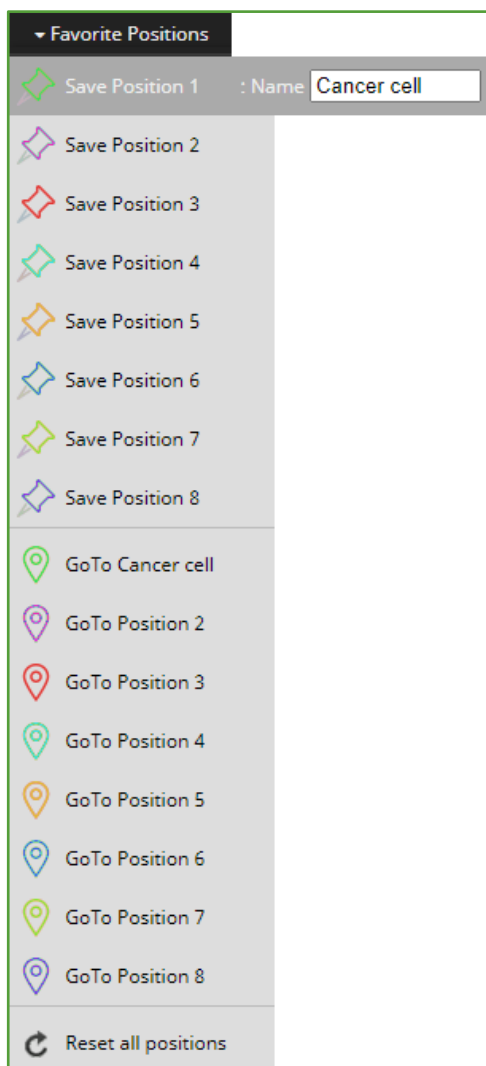 Favorite Positions
Save Position 1 : Name Cancer cell
Save Position 2
Save Position 3
Save Position 4
Save Position 5
Save Position 6
Save Position 7
Save Position 8
GoTo Cancer cell
GoTo Position 2
GoTo Position 3
GoTo Position 4
GoTo Position 5
GoTo Position 6
GoTo Position 7
GoTo Position 8
Reset all positions